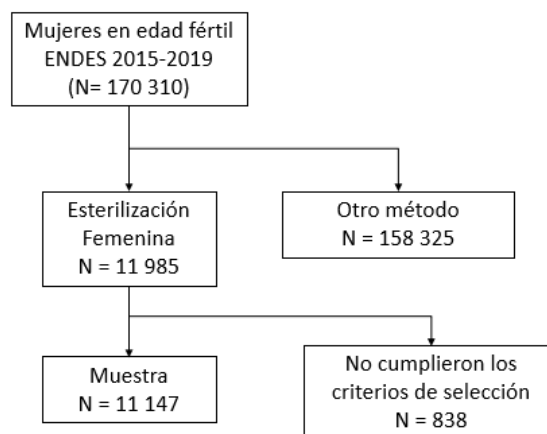 Mujeres en edad fértil
ENDES 2015-2019
(N= 170 310)
Esterilización
Femenina
N = 11 985
Otro método
N = 158 325
Muestra
N = 11 147
No cumplieron los
criterios de selección
N = 838